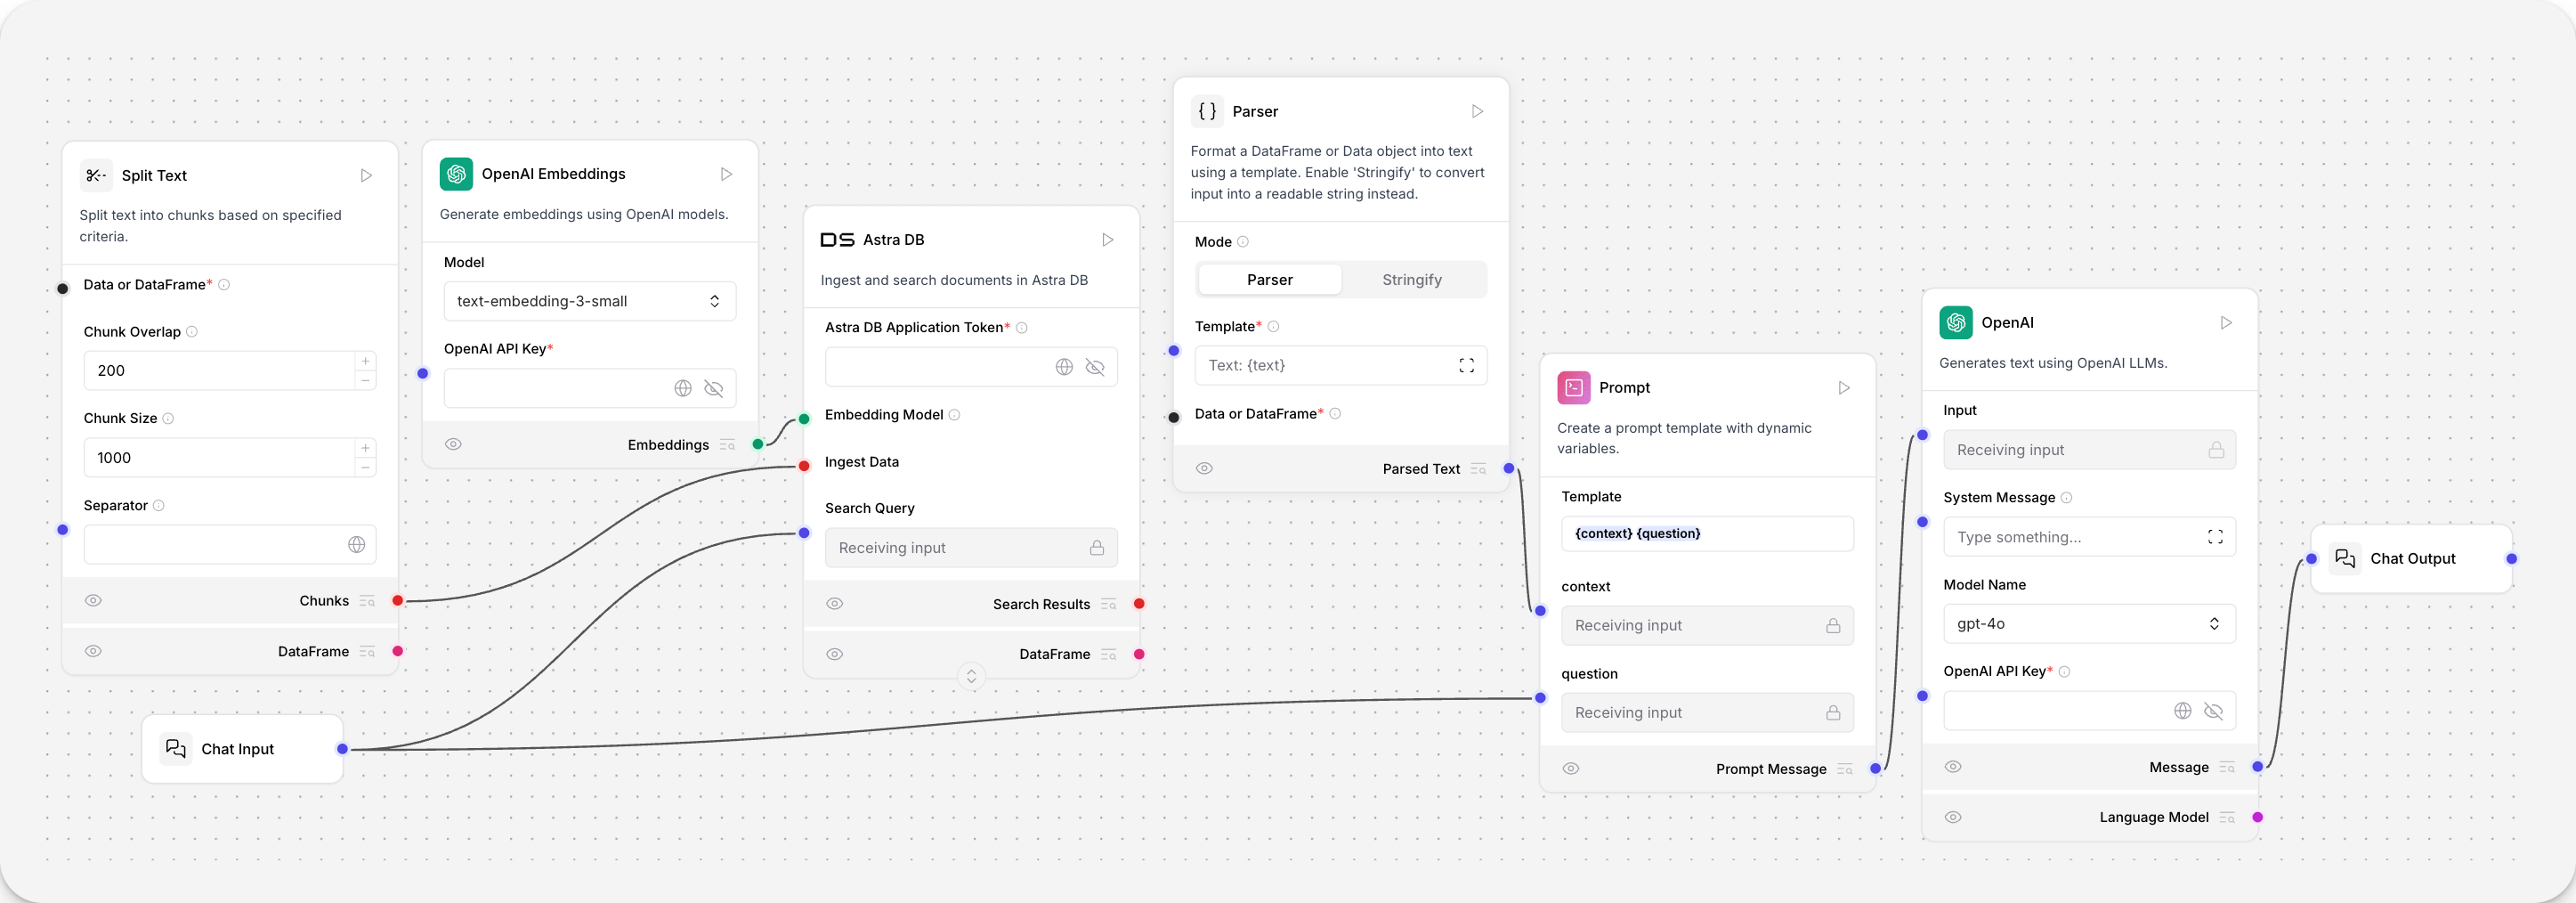 Split Text
Split text into chunks based on specified
criteria.
Data or DataFrame*
Chunk Overlap
200
Chunk Size
1000
Separator
Chunks
DataFrame
Chat Input
OpenAI Embeddings
Generate embeddings using OpenAI models.
Model
text-embedding-3-small
OpenAI API Key*
Embeddings
DS Astra DB
Ingest and search documents in Astra DB
Astra DB Application Token*
Embedding Model
Ingest Data
Search Query
Receiving input
Search Results
DataFrame
{ } Parser
Format a DataFrame or Data object into text
using a template. Enable 'Stringify' to convert
input into a readable string instead.
Mode
Parser Stringify
Template*
Text: {text}
Data or DataFrame*
Parsed Text
Prompt
Create a prompt template with dynamic
variables.
Template
{context} {question}
context
Receiving input
question
Receiving input
Prompt Message
OpenAI
Generates text using OpenAI LLMs.
Input
Receiving input
System Message
Type something...
Model Name
gpt-4o
OpenAI API Key*
Message
Language Model
Chat Output